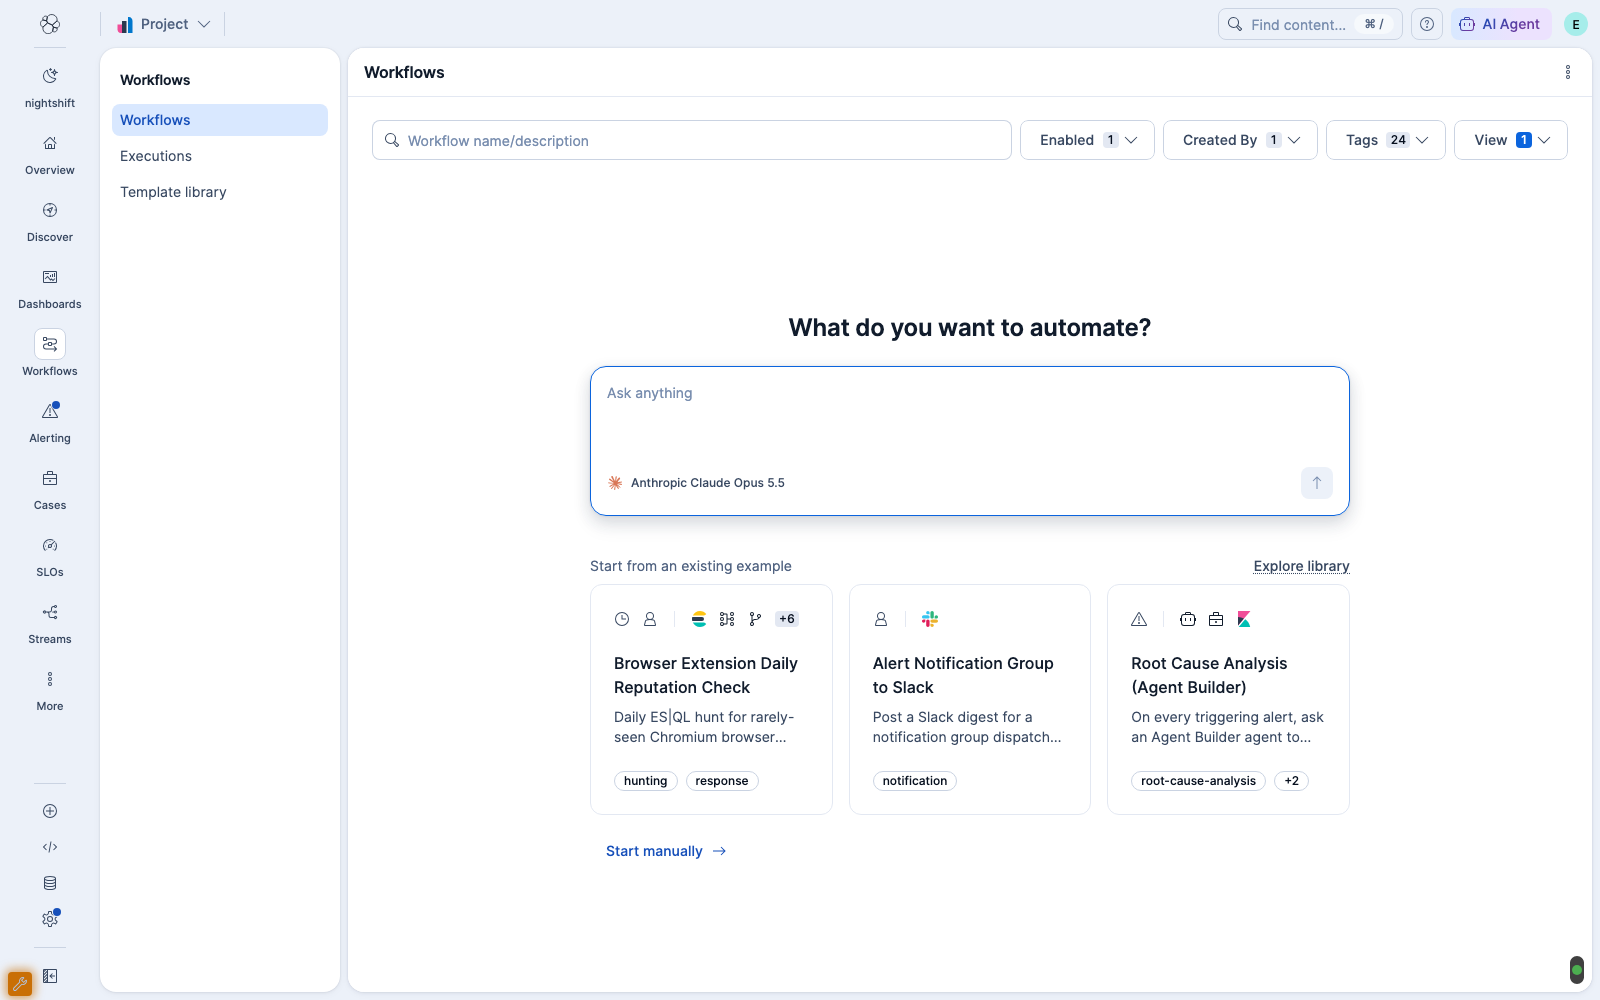 Project
Find content...
⌘ /
AI Agent
E
nightshift
Overview
Discover
Dashboards
Workflows
Alerting
Cases
SLOs
Streams
More
Workflows
Workflows
Executions
Template library
Workflows
Workflow name/description
Enabled 1
Created By 1
Tags 24
View 1
What do you want to automate?
Ask anything
Anthropic Claude Opus 5.5
Start from an existing example
Explore library
+6
Browser Extension Daily
Reputation Check
Daily ES|QL hunt for rarely-
seen Chromium browser...
hunting
response
Alert Notification Group
to Slack
Post a Slack digest for a
notification group dispatch...
notification
Root Cause Analysis
(Agent Builder)
On every triggering alert, ask
an Agent Builder agent to...
root-cause-analysis
+2
Start manually